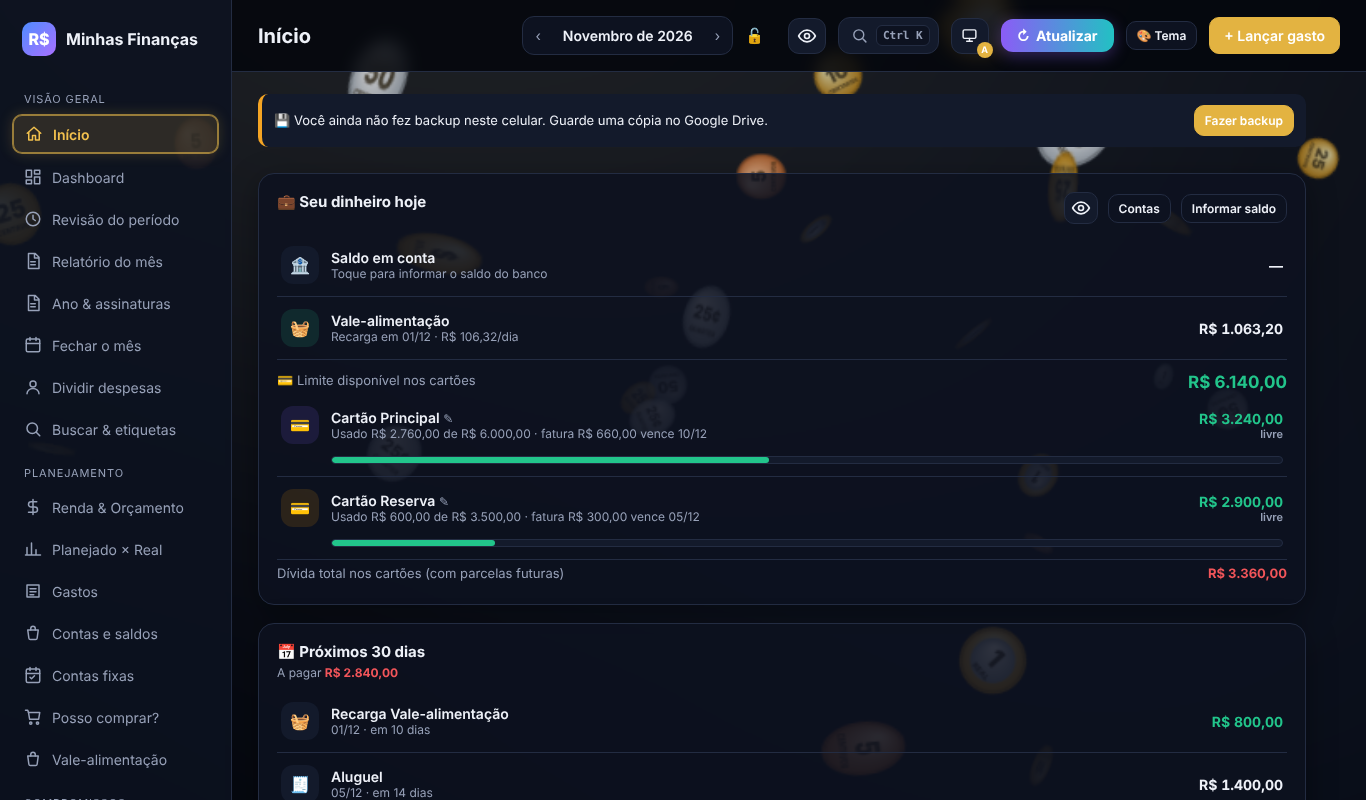 R$ Minhas Finanças
VISÃO GERAL
Início
Dashboard
Revisão do período
Relatório do mês
Ano & assinaturas
Fechar o mês
Dividir despesas
Buscar & etiquetas
PLANEJAMENTO
Renda & Orçamento
Planejado × Real
Gastos
Contas e saldos
Contas fixas
Posso comprar?
Vale-alimentação
Início
‹ Novembro de 2026 ›
Ctrl K
A
↻ Atualizar
🎨 Tema
+ Lançar gasto
💾 Você ainda não fez backup neste celular. Guarde uma cópia no Google Drive.
Fazer backup
💼 Seu dinheiro hoje
Contas
Informar saldo
Saldo em conta
Toque para informar o saldo do banco
—
Vale-alimentação
Recarga em 01/12 · R$ 106,32/dia
R$ 1.063,20
💳 Limite disponível nos cartões
R$ 6.140,00
Cartão Principal ✎
Usado R$ 2.760,00 de R$ 6.000,00 · fatura R$ 660,00 vence 10/12
R$ 3.240,00
livre
Cartão Reserva ✎
Usado R$ 600,00 de R$ 3.500,00 · fatura R$ 300,00 vence 05/12
R$ 2.900,00
livre
Dívida total nos cartões (com parcelas futuras)
R$ 3.360,00
📅 Próximos 30 dias
A pagar R$ 2.840,00
Recarga Vale-alimentação
01/12 · em 10 dias
R$ 800,00
Aluguel
05/12 · em 14 dias
R$ 1.400,00
25
1
25¢